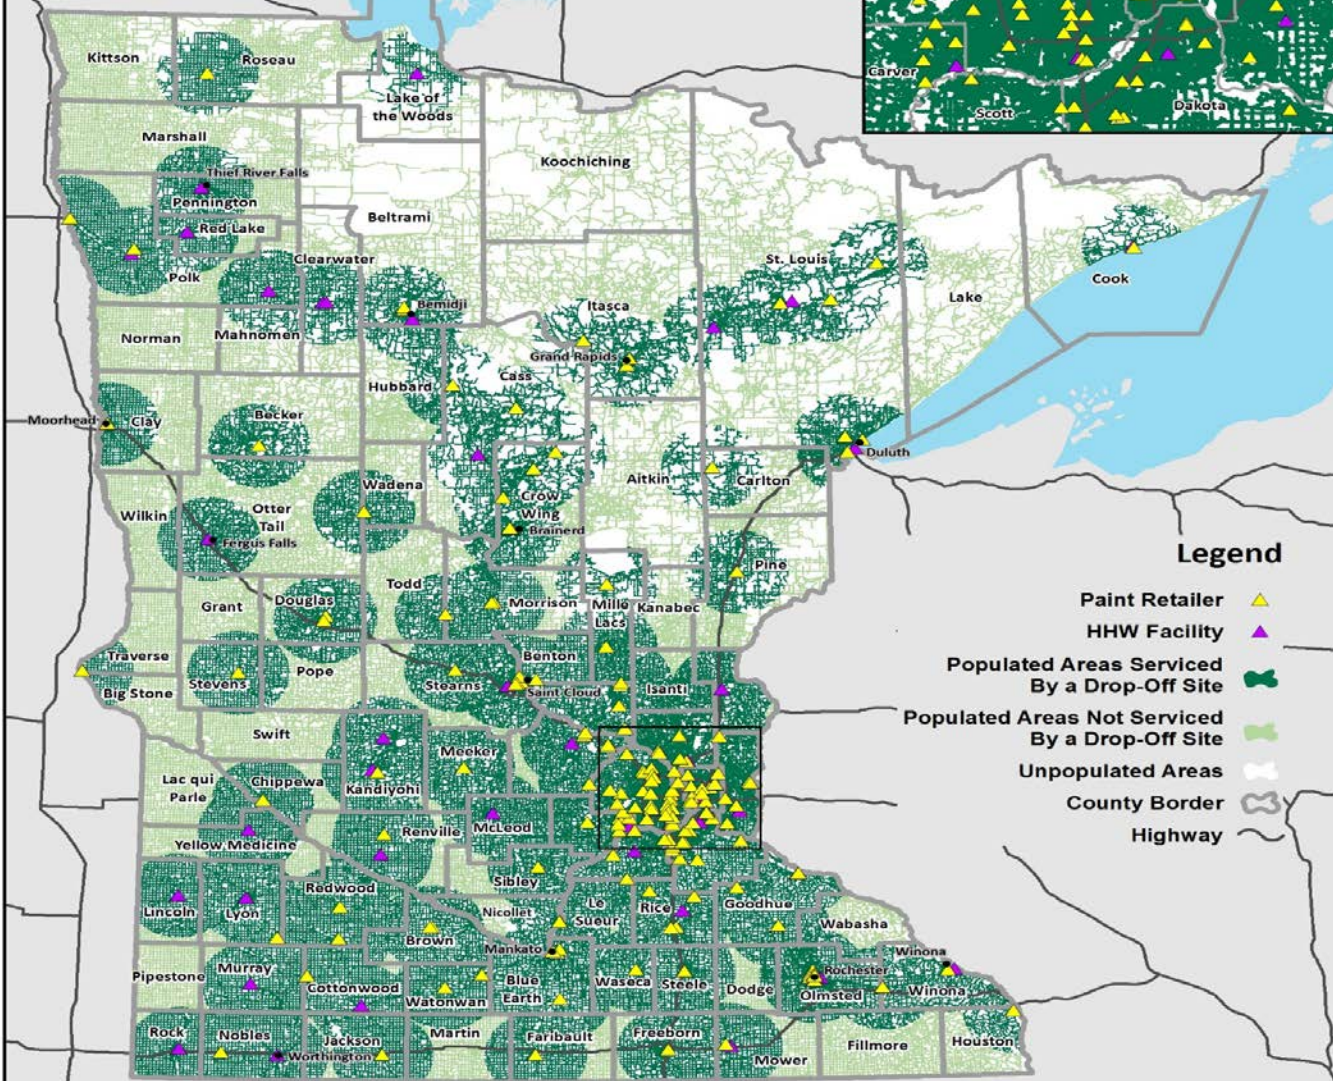 Carver
Scott
Dakota
Kittson
Roseau
Lake of
the Woods
Marshall
Koochiching
Thief River Falls
Pennington
Beltrami
Red Lake
Clearwater
St. Louis
Polk
Cook
Lake
Bemidji
Itasca
Norman
Mahnomen
Grand Rapids
Cass
Hubbard
Moorhead
Clay
Becker
Duluth
Aitkin
Carlton
Wadena
Crow
Wing
Wilkin
Otter
Tail
Brainerd
Fergus Falls
Pine
Legend
Paint Retailer
HHW Facility
Populated Areas Serviced
By a Drop-Off Site
Populated Areas Not Serviced
By a Drop-Off Site
Unpopulated Areas
County Border
Highway
Todd
Grant
Douglas
Morrison
Mille
Lacs
Kanabec
Traverse
Benton
Big Stone
Stevens
Pope
Stearns
Saint Cloud
Isanti
Swift
Meeker
Lac qui
Parle
Chippewa
Kandiyohi
Renville
McLeod
Yellow Medicine
Sibley
Redwood
Lincoln
Lyon
Nicollet
Le
Sueur
Rice
Goodhue
Wabasha
Brown
Mankato
Winona
Pipestone
Murray
Cottonwood
Watonwan
Blue
Earth
Waseca
Steele
Dodge
Rochester
Olmsted
Winona
Rock
Nobles
Worthington
Jackson
Martin
Faribault
Freeborn
Mower
Fillmore
Houston